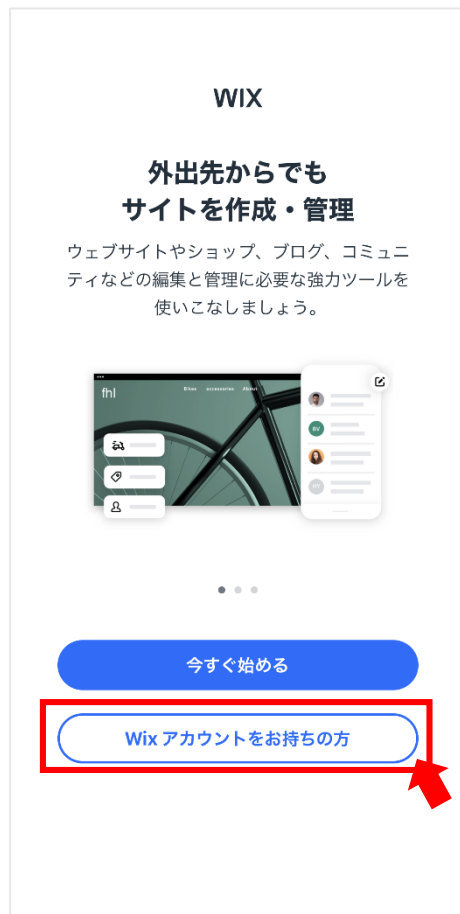 WIX
外出先からでも
サイトを作成・管理
ウェブサイトやショップ、ブログ、コミュニ
ティなどの編集と管理に必要な強力ツールを
使いこなしましょう。
fhl
Bikes accessories About
BV
今すぐ始める
Wix アカウントをお持ちの方